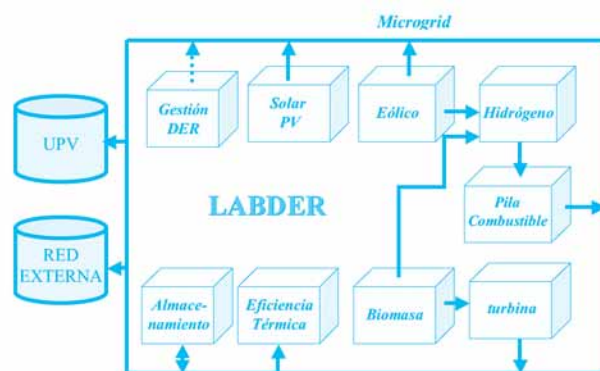 Microgrid
Gestión
DER
Solar
PV
Eólico
Hidrógeno
UPV
Pila
Combustible
LABDER
RED
EXTERNA
Almace-
namiento
Eficiencia
Térmica
Biomasa
turbina